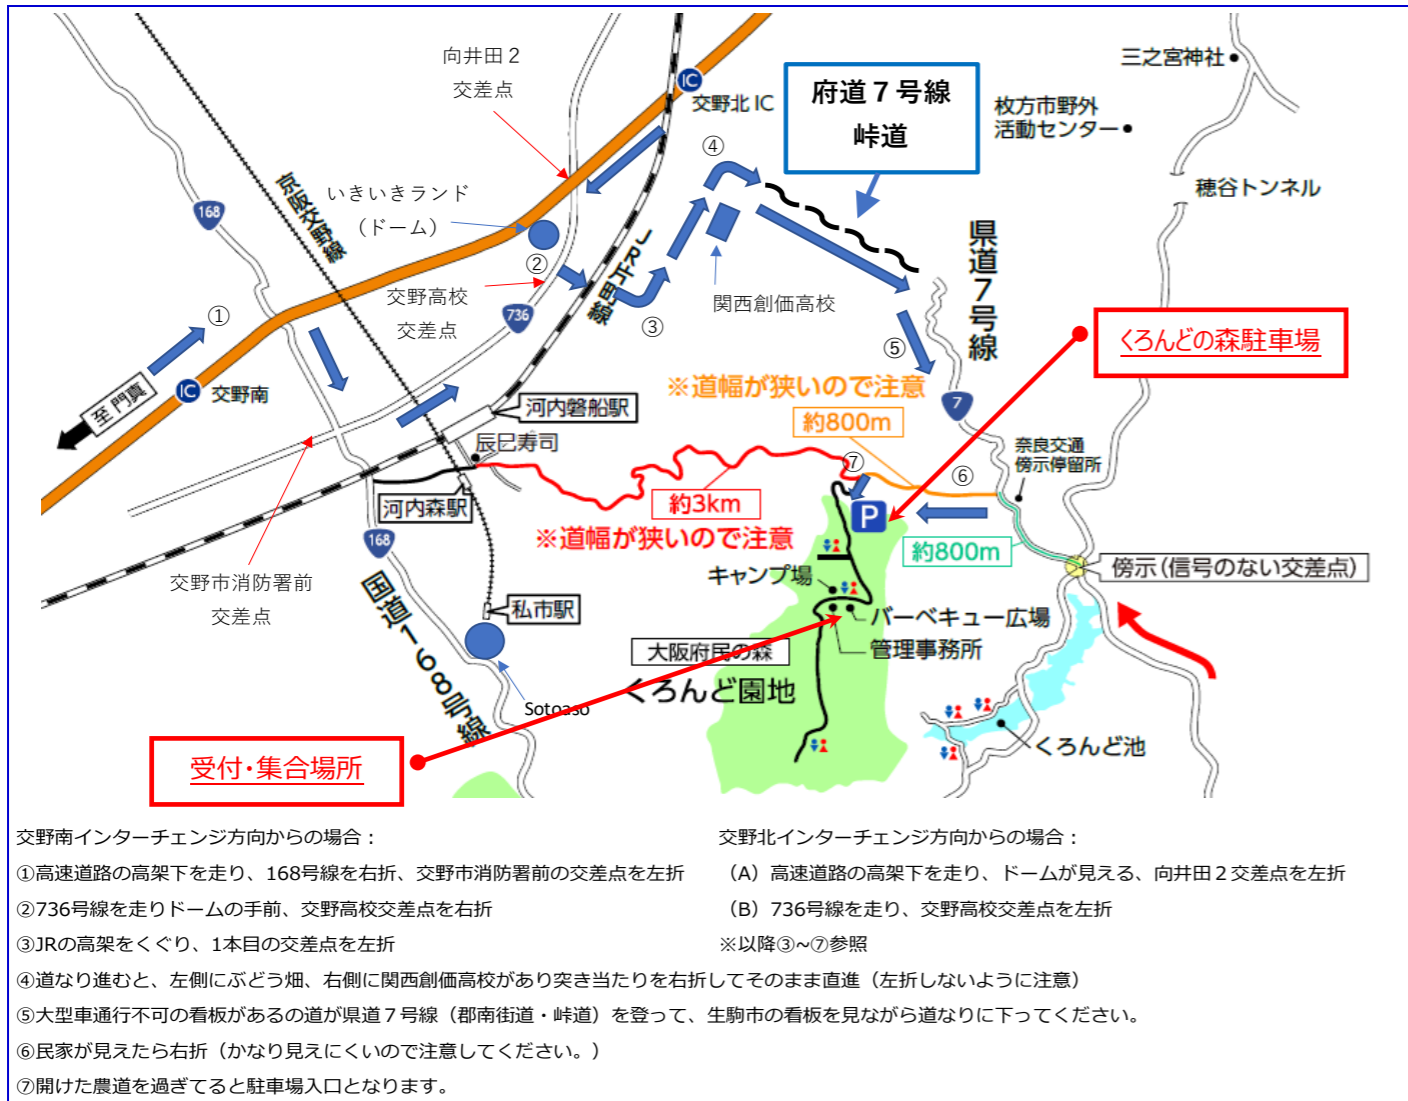 向井田２
交差点
IC
交野北 IC
府道７号線
峠道
三之宮神社
枚方市野外
活動センター
④
穂谷トンネル
京阪交野線
168
いきいきランド
（ドーム）
②
ＪＲ片町線
関西創価高校
県道７号線
交野高校
交差点
736
③
①
⑤
至 門真
IC
交野南
くろんどの森駐車場
※道幅が狭いので注意
約800m
7
河内磐船駅
辰巳寿司
奈良交通
傍示停留所
⑦
⑥
約3km
P
河内森駅
※道幅が狭いので注意
約800m
168
傍示（信号のない交差点）
交野市消防署前
交差点
キャンプ場
国道１６８号線
私市駅
バーベキュー広場
管理事務所
大阪府民の森
くろんど園地
Sotoaso
くろんど池
受付・集合場所
交野南インターチェンジ方向からの場合：
①高速道路の高架下を走り、168号線を右折、交野市消防署前の交差点を左折
②736号線を走りドームの手前、交野高校交差点を右折
③JRの高架をくぐり、1本目の交差点を左折
交野北インターチェンジ方向からの場合：
（A）高速道路の高架下を走り、ドームが見える、向井田２交差点を左折
（B）736号線を走り、交野高校交差点を左折
※以降③~⑦参照
④道なり進むと、左側にぶどう畑、右側に関西創価高校があり突き当たりを右折してそのまま直進（左折しないように注意）
⑤大型車通行不可の看板があるの道が県道７号線（郡南街道・峠道）を登って、生駒市の看板を見ながら道なりに下ってください。
⑥民家が見えたら右折（かなり見えにくいので注意してください。）
⑦開けた農道を過ぎてると駐車場入口となります。